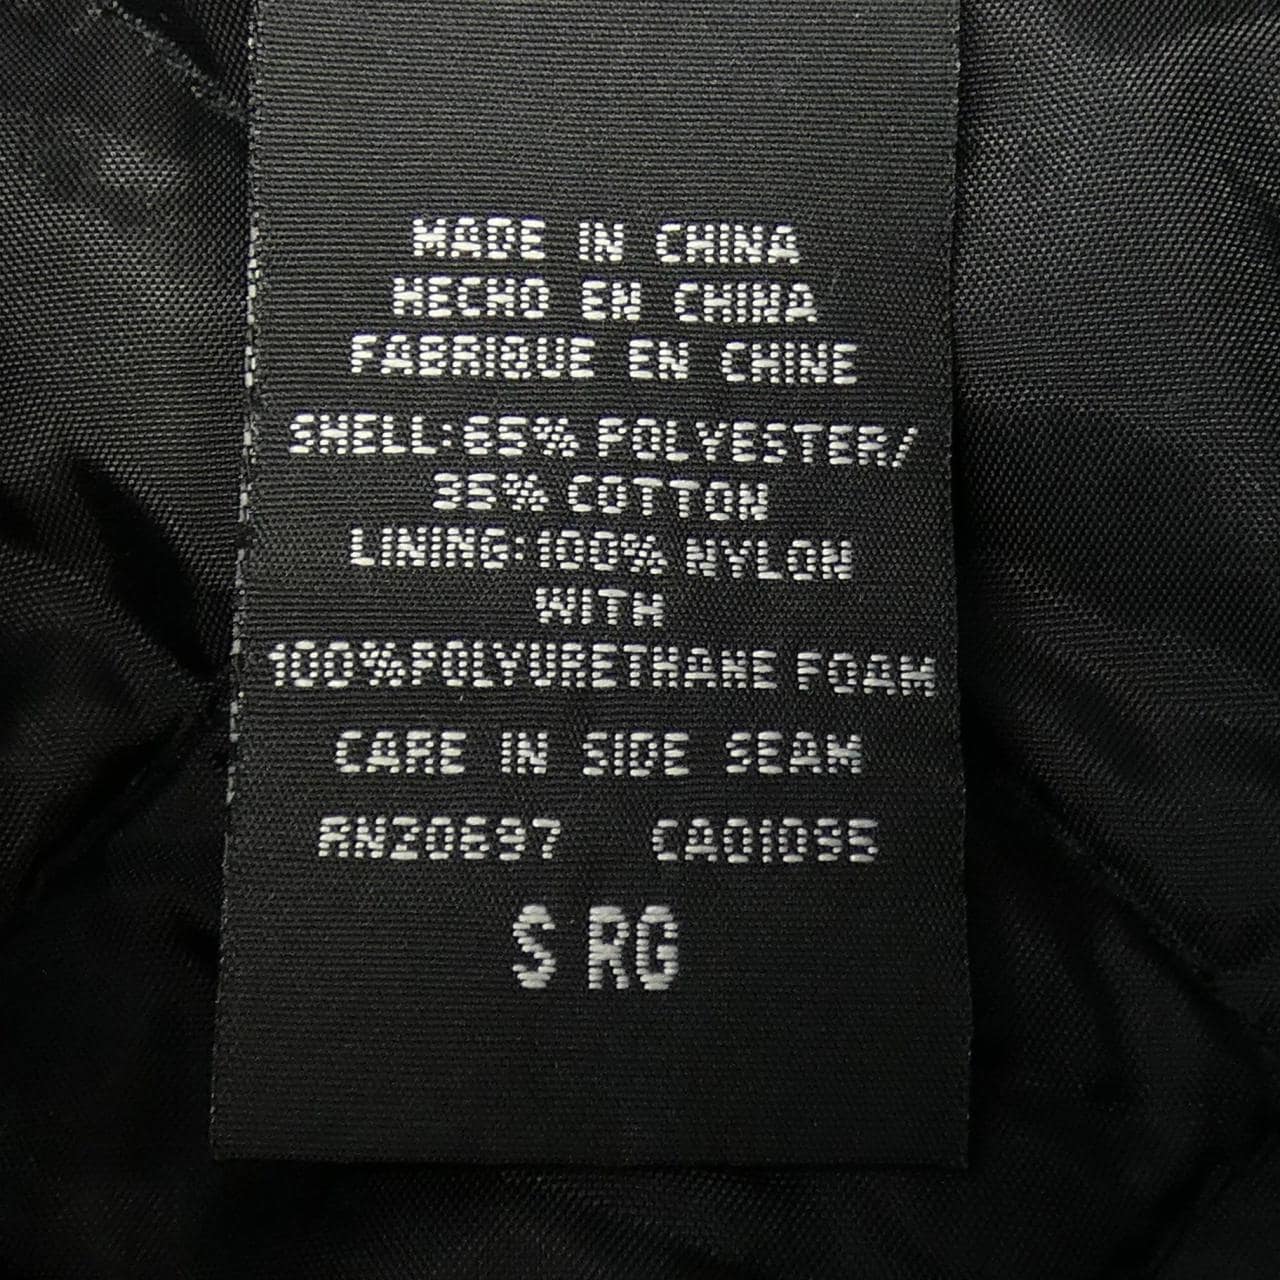 MADE IN CHINA
HECHO EN CHINA
FABRIQUE EN CHINE
SHELL:65% POLYESTER/
35% COTTON
LINING:100% NYLON
WITH
100%POLYURETHANE FOAM
CARE IN SIDE SEAM
RN20697 CA01095
S RG